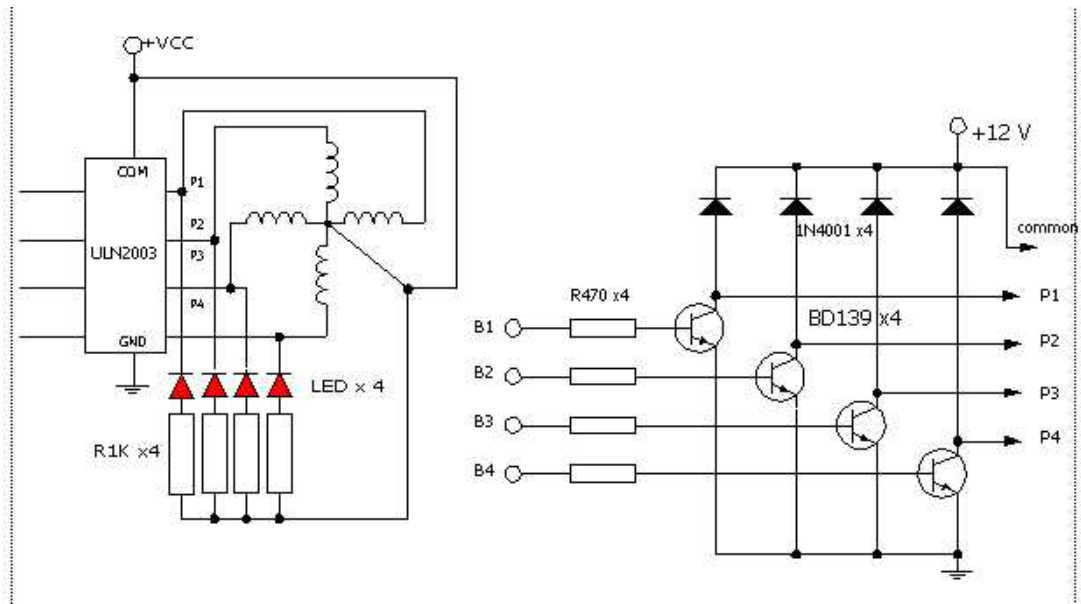 +VCC
COM
P1
P2
ULN2003
P3
P4
GND
LED x 4
R1K x4
+12 V
1N4001 x4
common
R470 x4
P1
B1
BD139 x4
P2
B2
P3
B3
P4
B4